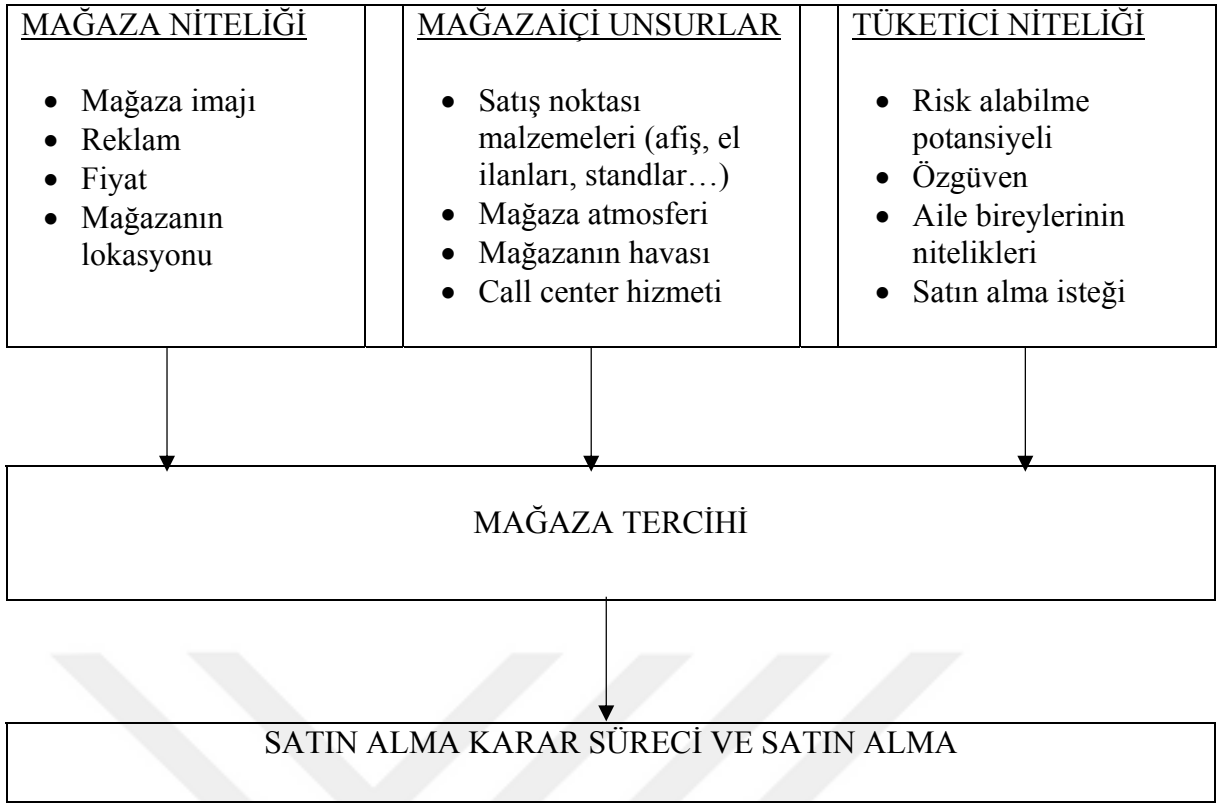 MAĞAZA NİTELİĞİ
• Mağaza imajı
• Reklam
• Fiyat
• Mağazanın
lokasyonu
MAĞAZAİÇİ UNSURLAR
• Satış noktası
malzemeleri (afiş, el
ilanları, standlar…)
• Mağaza atmosferi
• Mağazanın havası
• Call center hizmeti
TÜKETİCİ NİTELİĞİ
• Risk alabilme
potansiyeli
• Özgüven
• Aile bireylerinin
nitelikleri
• Satın alma isteği
MAĞAZA TERCİHİ
SATIN ALMA KARAR SÜRECİ VE SATIN ALMA